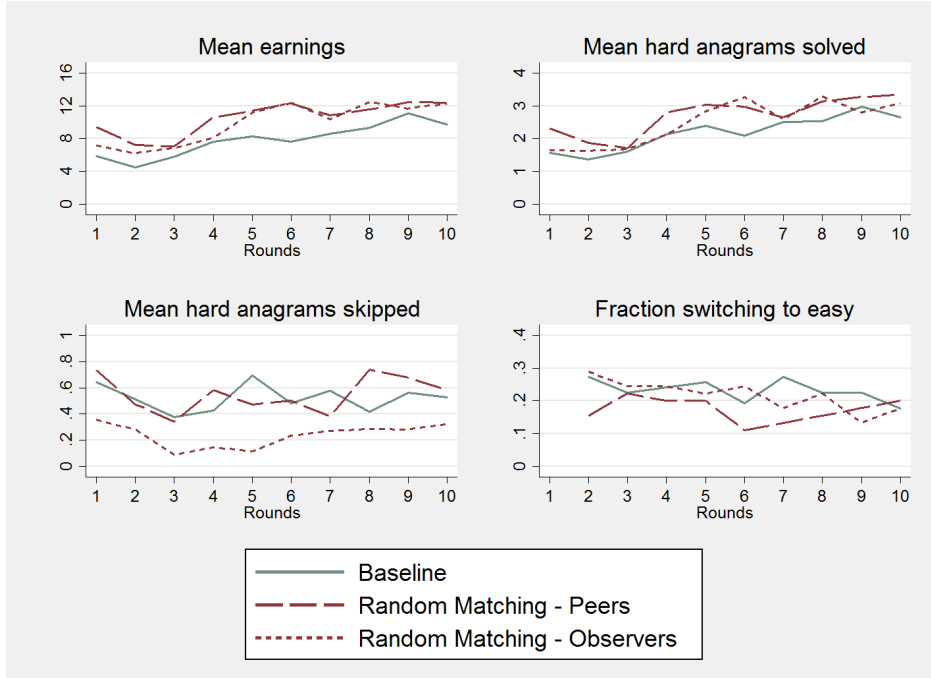 Mean earnings
16
12
8
4
0
1 2 3 4 5 6 7 8 9 10
Rounds
Mean hard anagrams solved
4
3
2
1
0
1 2 3 4 5 6 7 8 9 10
Rounds
Mean hard anagrams skipped
1
.8
.6
.4
.2
0
1 2 3 4 5 6 7 8 9 10
Rounds
Fraction switching to easy
.4
.3
.2
.1
0
1 2 3 4 5 6 7 8 9 10
Rounds
Baseline
Random Matching - Peers
Random Matching - Observers